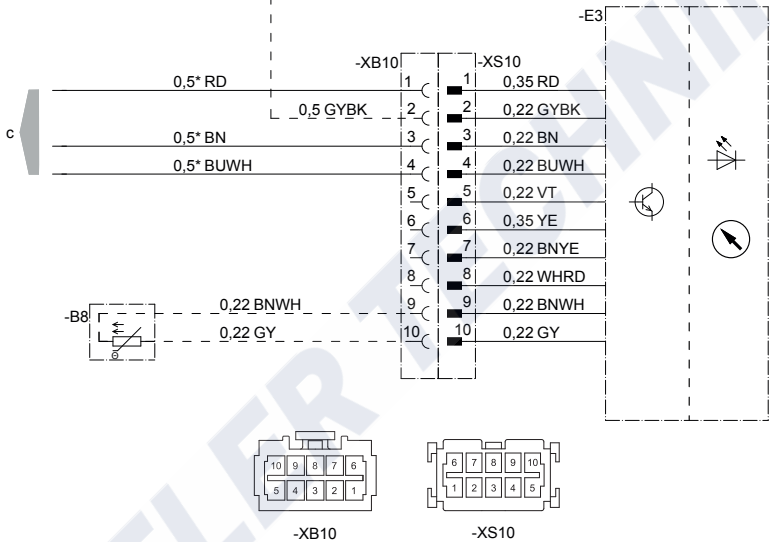 -E3
-XB10 -XS10
0,5* RD 1 1 0,35 RD
0,5 GYBK 2 2 0,22 GYBK
c
0,5* BN 3 3 0,22 BN
0,5* BUWH 4 4 0,22 BUWH
5 5 0,22 VT
6 6 0,35 YE
7 7 0,22 BNYE
8 8 0,22 WHRD
-B8 0,22 BNWH 9 9 0,22 BNWH
0,22 GY 10 10 0,22 GY
Θ
10 9 8 7 6
5 4 3 2 1
6 7 8 9 10
1 2 3 4 5
-XB10 -XS10